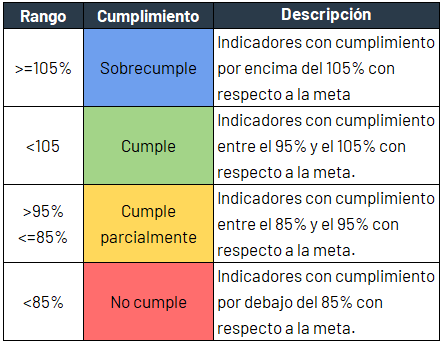 Rango Cumplimiento Descripción
>=105% Sobrecumple Indicadores con cumplimiento
por encima del 105% con
respecto a la meta
<105 Cumple Indicadores con cumplimiento
entre el 95% y el 105% con
respecto a la meta.
>95%
<=85%
Cumple
parcialmente
Indicadores con cumplimiento
entre el 85% y el 95% con
respecto a la meta.
<85% No cumple Indicadores con cumplimiento
por debajo del 85% con
respecto a la meta.